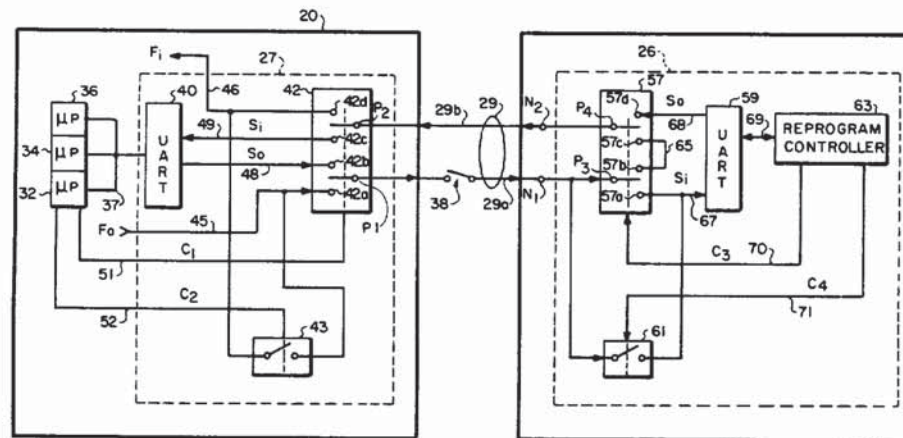 20
26
Fi
27
36
46
40
42
42d
P2
29b
29
N2
P4
57
57d
So
59
63
μP
49
Si
42c
68
69
REPROGRAM
CONTROLLER
34
μP
UART
So
42b
57c
65
UART
32
μP
48
38
P3
57b
Si
37
42a
29a
N1
57a
67
Fo
45
P1
C1
C3
70
51
C2
C4
52
43
61
71